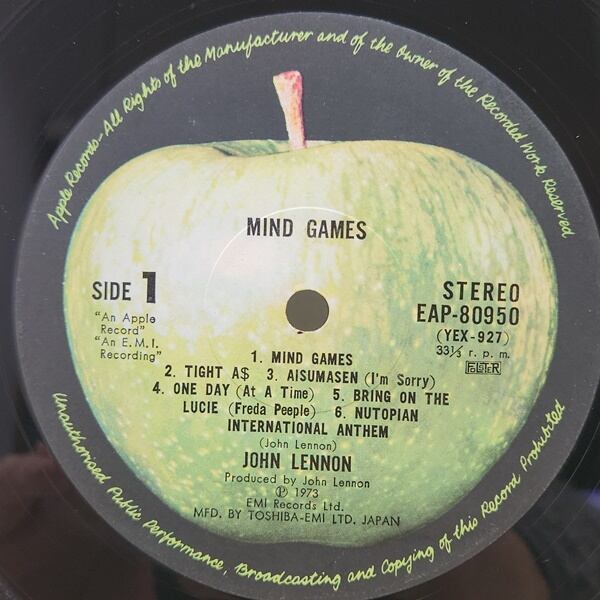 Apple Records-All Rights of the Manufacturer and of the Owner of the Recorded Work Reserved
MIND GAMES
SIDE 1
"An Apple
Record"
"An E.M.I.
Recording"
STEREO
EAP-80950
(YEX-927)
33⅓ r. p. m.
1. MIND GAMES
2. TIGHT A$ 3. AISUMASEN (I'm Sorry)
4. ONE DAY (At A Time) 5. BRING ON THE
LUCIE (Freda Peeple) 6. NUTOPIAN
INTERNATIONAL ANTHEM
(John Lennon)
JOHN LENNON
Produced by John Lennon
Ⓟ 1973
EMI Records Ltd.
MFD. BY TOSHIBA-EMI LTD. JAPAN
Unauthorised Public Performance, Broadcasting and Copying of this Record Prohibited